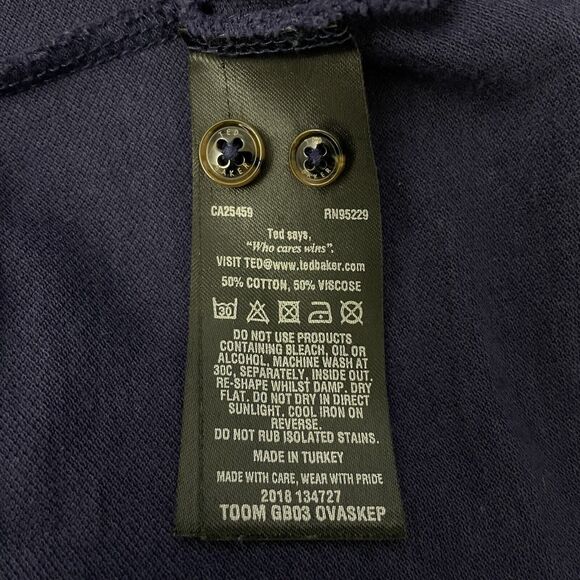 TED
BAKER
BAKER
CA25459 RN95229
Ted says,
"Who cares wins".
VISIT TED@www.tedbaker.com
50% COTTON, 50% VISCOSE
30
DO NOT USE PRODUCTS
CONTAINING BLEACH, OIL OR
ALCOHOL, MACHINE WASH AT
30C, SEPARATELY, INSIDE OUT.
RE-SHAPE WHILST DAMP. DRY
FLAT. DO NOT DRY IN DIRECT
SUNLIGHT, COOL IRON ON
REVERSE.
DO NOT RUB ISOLATED STAINS.
MADE IN TURKEY
MADE WITH CARE, WEAR WITH PRIDE
2018 134727
TOOM GB03 OVASKEP